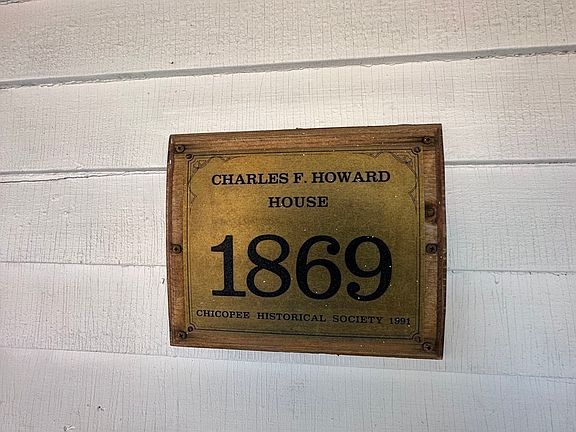 CHARLES F. HOWARD
HOUSE
1869
CHICOPEE HISTORICAL SOCIETY 1991